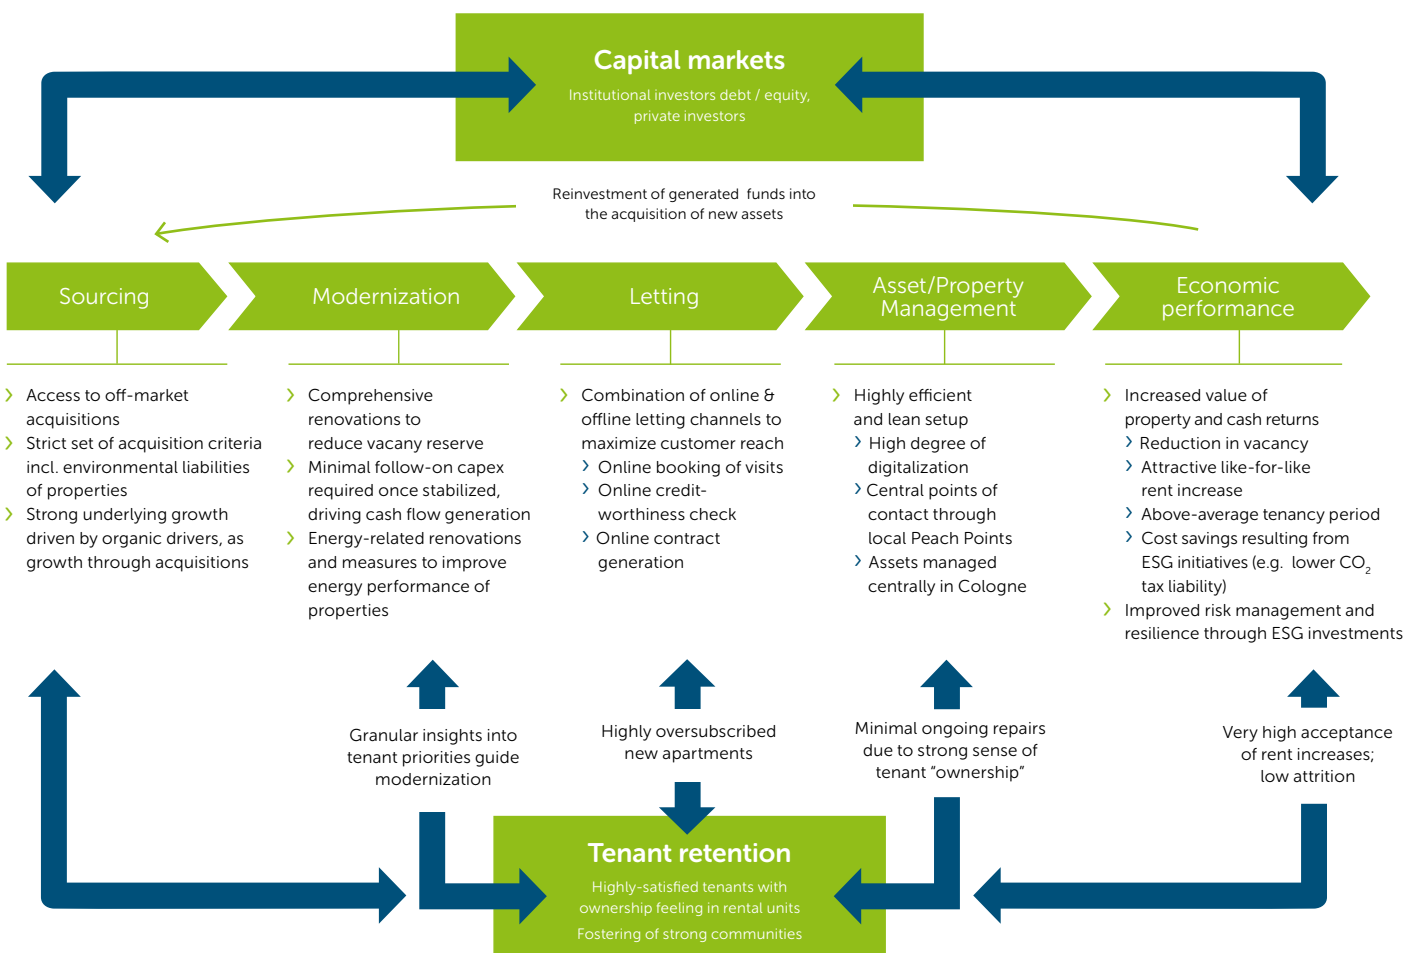 Capital markets
Institutional investors debt / equity,
private investors
Reinvestment of generated funds into
the acquisition of new assets
Sourcing
Modernization
Letting
Asset/Property
Management
Economic
performance
Access to off-market
acquisitions
Strict set of acquisition criteria
incl. environmental liabilities
of properties
Strong underlying growth
driven by organic drivers, as
growth through acquisitions
Comprehensive
renovations to
reduce vacany reserve
Minimal follow-on capex
required once stabilized,
driving cash flow generation
Energy-related renovations
and measures to improve
energy performance of
properties
Combination of online &
offline letting channels to
maximize customer reach
Online booking of visits
Online credit-
worthiness check
Online contract
generation
Highly efficient
and lean setup
High degree of
digitalization
Central points of
contact through
local Peach Points
Assets managed
centrally in Cologne
Increased value of
property and cash returns
Reduction in vacancy
Attractive like-for-like
rent increase
Above-average tenancy period
Cost savings resulting from
ESG initiatives (e.g. lower CO₂
tax liability)
Improved risk management and
resilience through ESG investments
Granular insights into
tenant priorities guide
modernization
Highly oversubscribed
new apartments
Minimal ongoing repairs
due to strong sense of
tenant “ownership”
Very high acceptance
of rent increases;
low attrition
Tenant retention
Highly-satisfied tenants with
ownership feeling in rental units
Fostering of strong communities